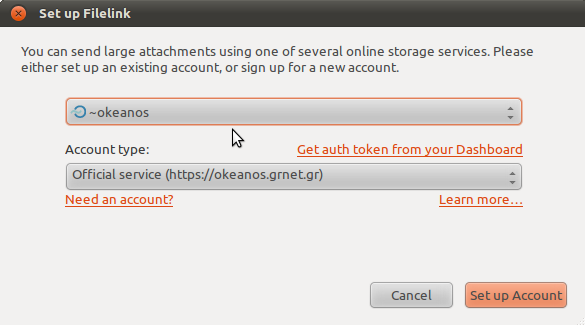 Set up Filelink
You can send large attachments using one of several online storage services. Please
either set up an existing account, or sign up for a new account.
~okeanos
Account type: Get auth token from your Dashboard
Official service (https://okeanos.grnet.gr)
Need an account? Learn more...
Cancel Set up Account